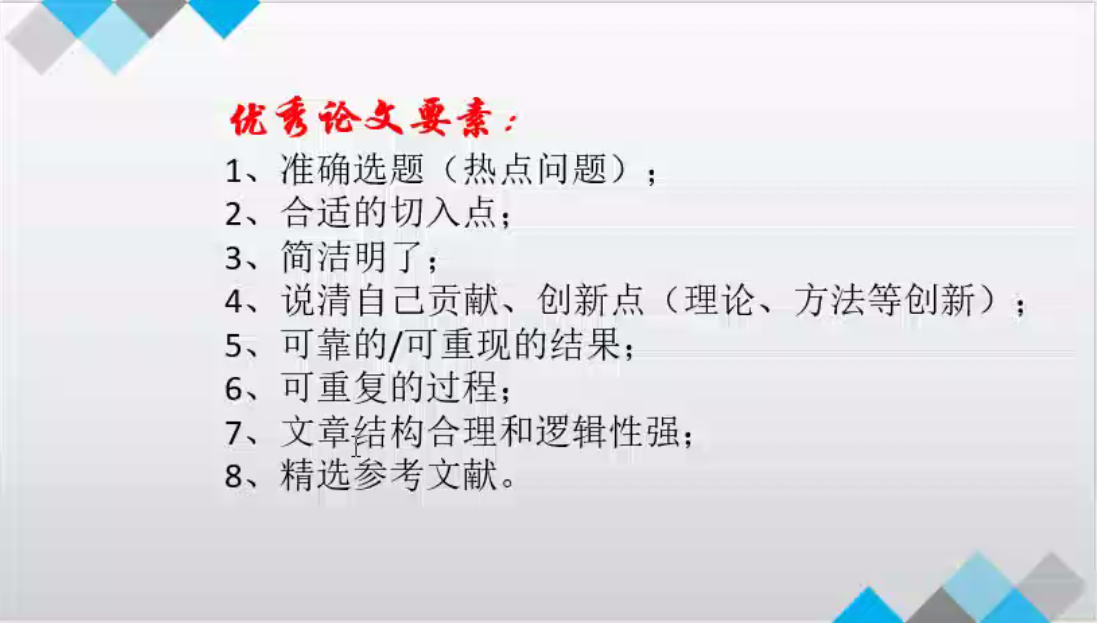 优秀论文要素：
1、准确选题（热点问题）；
2、合适的切入点；
3、简洁明了；
4、说清自己贡献、创新点（理论、方法等创新）；
5、可靠的/可重现的结果；
6、可重复的过程；
7、文章结构合理和逻辑性强；
8、精选参考文献。